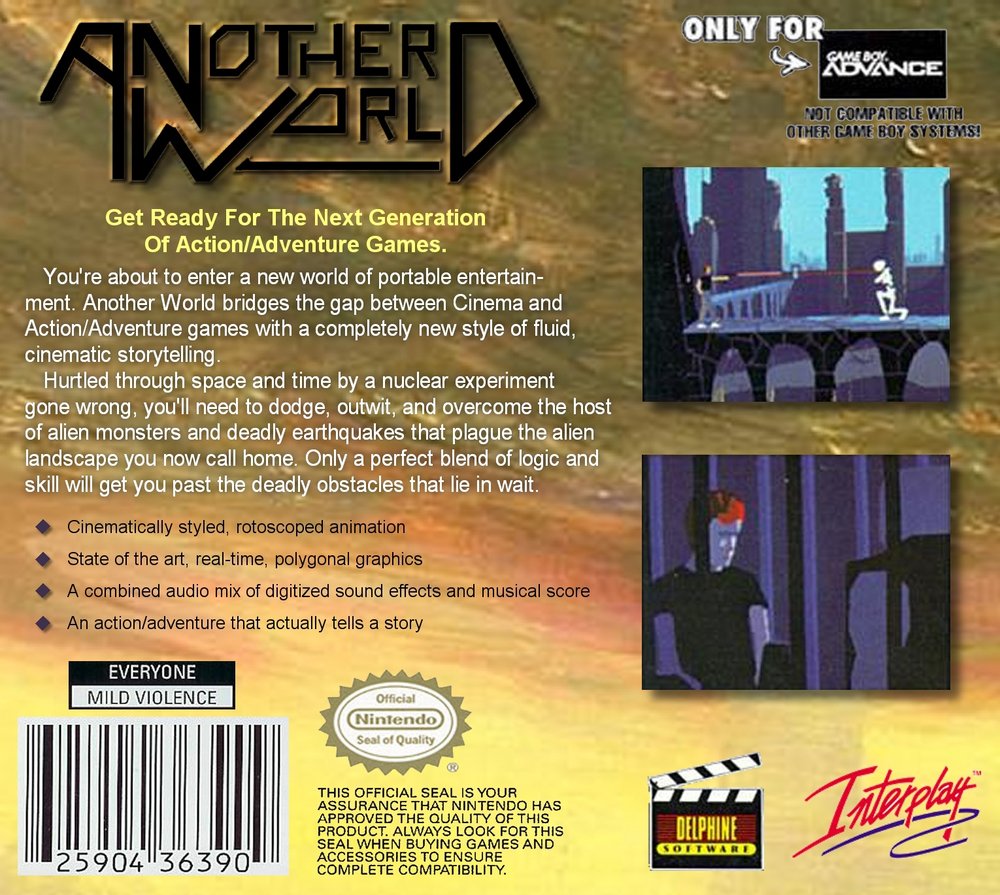 ANOTHER
WORLD
ONLY FOR
GAME BOY
ADVANCE
NOT COMPATIBLE WITH
OTHER GAME BOY SYSTEMS!
Get Ready For The Next Generation
Of Action/Adventure Games.
You're about to enter a new world of portable entertain-
ment. Another World bridges the gap between Cinema and
Action/Adventure games with a completely new style of fluid,
cinematic storytelling.
Hurtled through space and time by a nuclear experiment
gone wrong, you'll need to dodge, outwit, and overcome the host
of alien monsters and deadly earthquakes that plague the alien
landscape you now call home. Only a perfect blend of logic and
skill will get you past the deadly obstacles that lie in wait.
Cinematically styled, rotoscoped animation
State of the art, real-time, polygonal graphics
A combined audio mix of digitized sound effects and musical score
An action/adventure that actually tells a story
EVERYONE
MILD VIOLENCE
25904 36390
Official
Nintendo
Seal of Quality
®
THIS OFFICIAL SEAL IS YOUR
ASSURANCE THAT NINTENDO HAS
APPROVED THE QUALITY OF THIS
PRODUCT. ALWAYS LOOK FOR THIS
SEAL WHEN BUYING GAMES AND
ACCESSORIES TO ENSURE
COMPLETE COMPATIBILITY.
DELPHINE
SOFTWARE
Interplay™